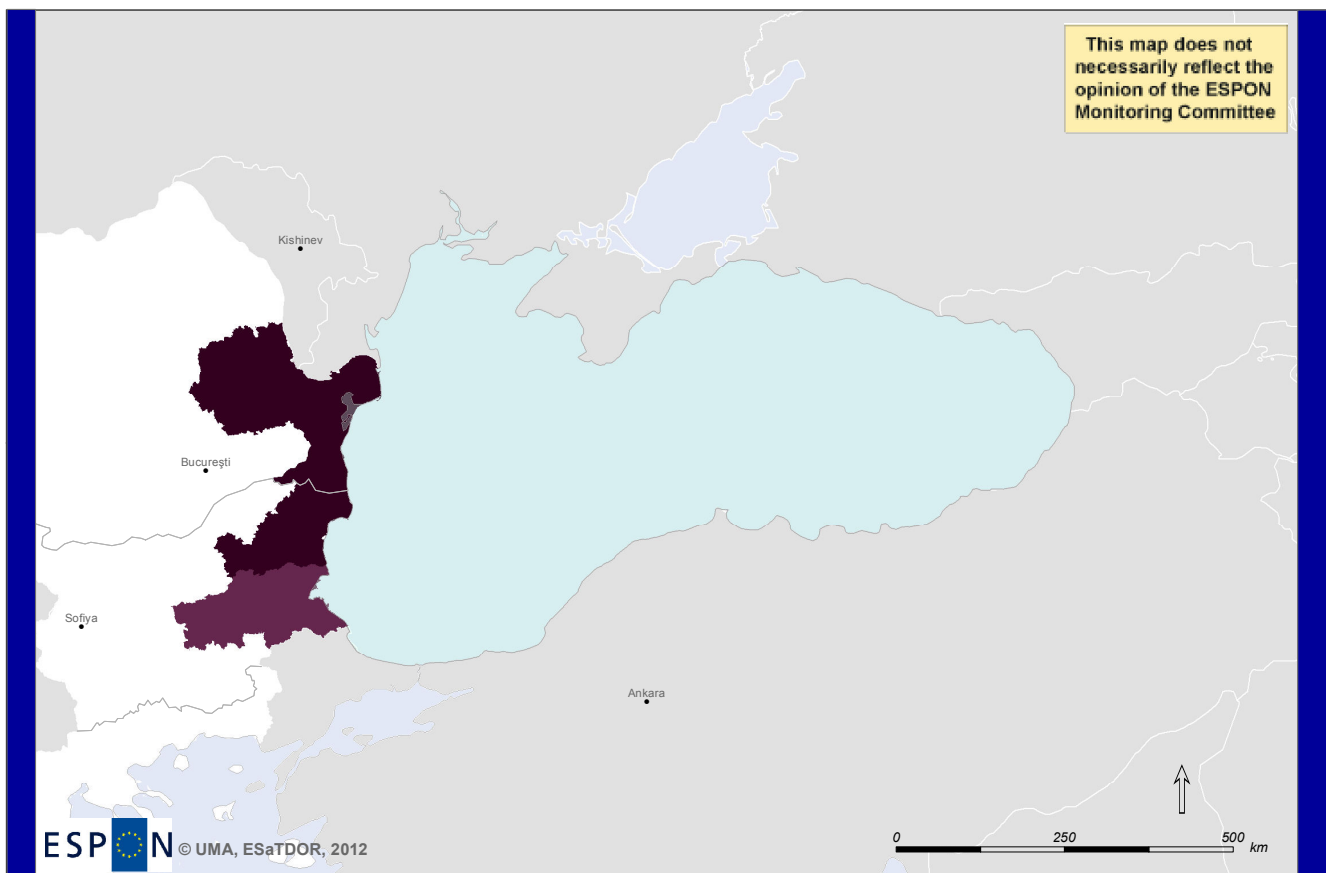 This map does not
necessarily reflect the
opinion of the ESPON
Monitoring Committee
Kishinev
Bucureşti
Sofiya
Ankara
ESPON © UMA, ESaTDOR, 2012
0 250 500 km